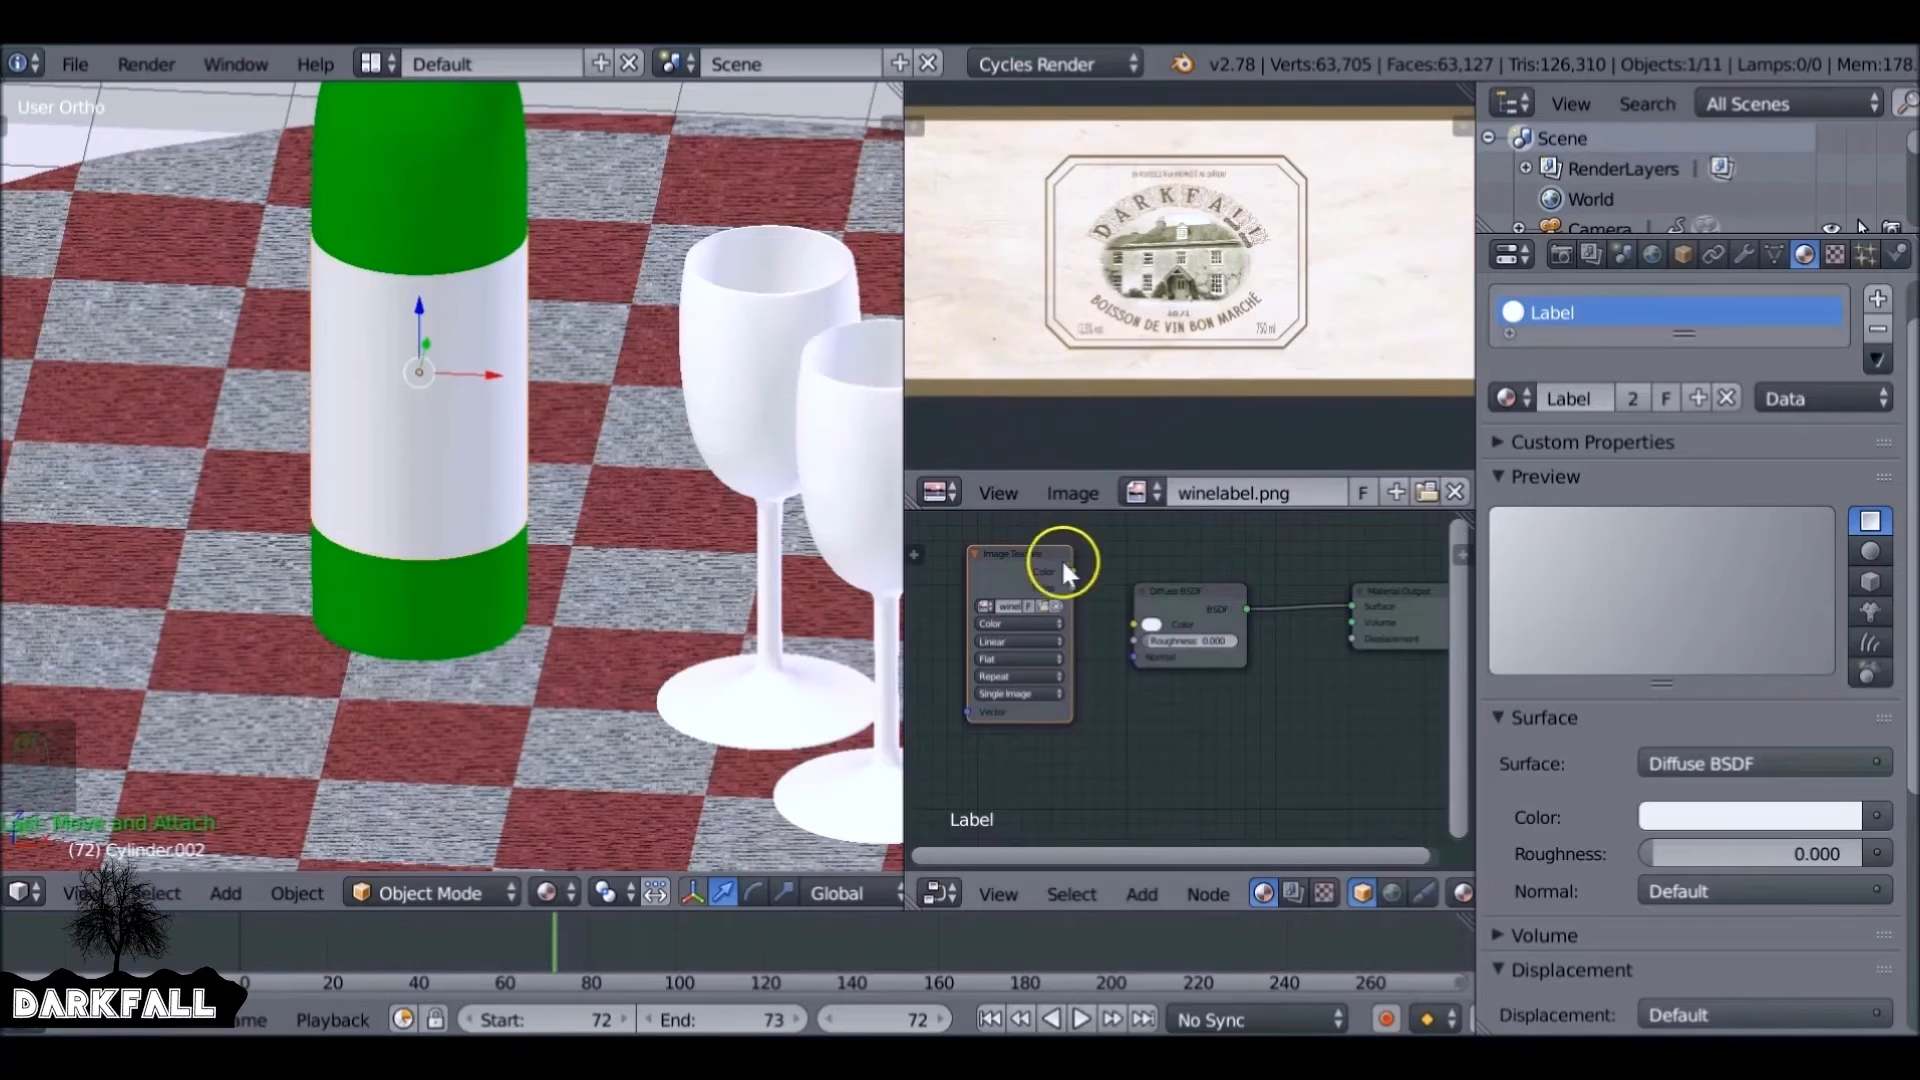 File Render Window Help Default Scene Cycles Render v2.78 | Verts:63,705 | Faces:63,127 | Tris:126,310 | Objects:1/11 | Lamps:0/0 | Mem:178.
User Ortho
View Search All Scenes
Scene
RenderLayers |
World
Camera
DARKFALL
BOISSON DE VIN BON MARCHÉ
750 ml
Label
Label 2 F Data
Custom Properties
Preview
View Image winelabel.png F
Color
winel F
Color
Linear
Flat
Repeat
Single Image
Vector
Diffuse BSDF
BSDF
Color
Roughness: 0.000
Normal
Material Output
Surface
Volume
Displacement
Label
Surface
Surface: Diffuse BSDF
Color:
Roughness: 0.000
Normal: Default
Volume
Displacement
Displacement: Default
Move and Attach
(72) Cylinder.002
Add Object Object Mode Global
View Select Add Node
0 20 40 60 80 100 120 140 160 180 200 220 240 260
DARKFALL
Playback Start: 72 End: 73 72 No Sync